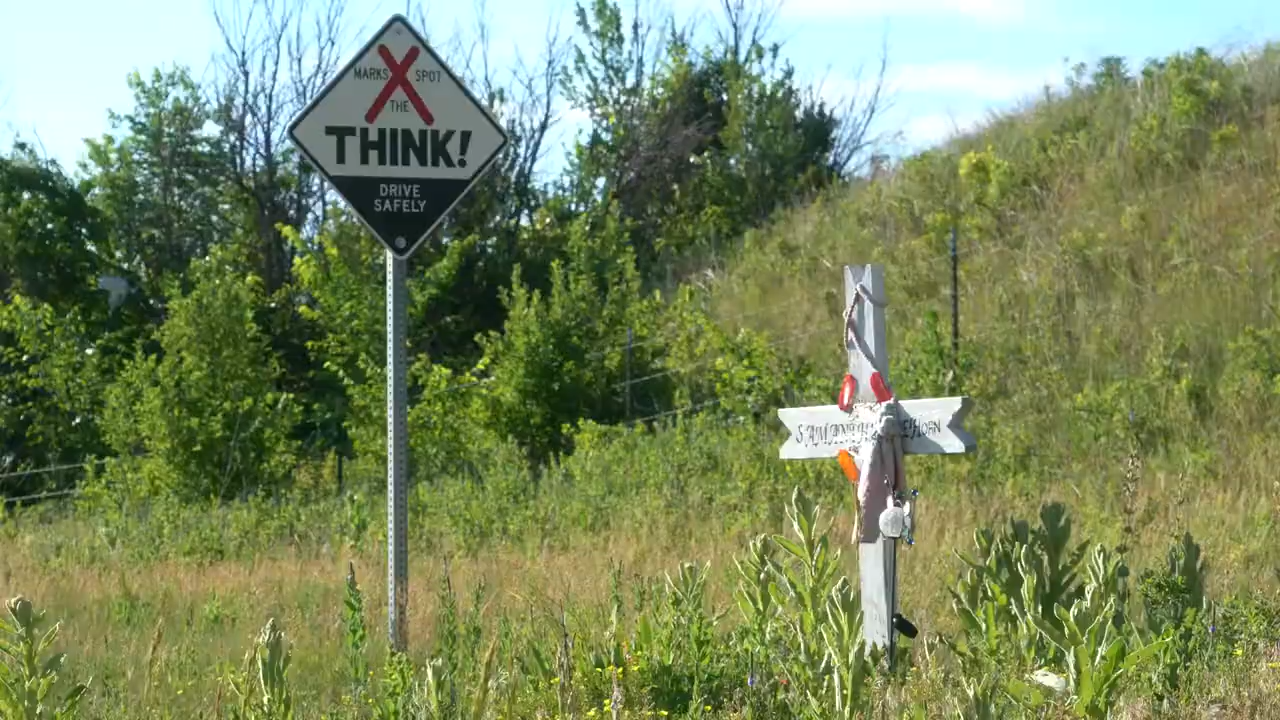 MARKS X SPOT
THE
THINK!
DRIVE
SAFELY